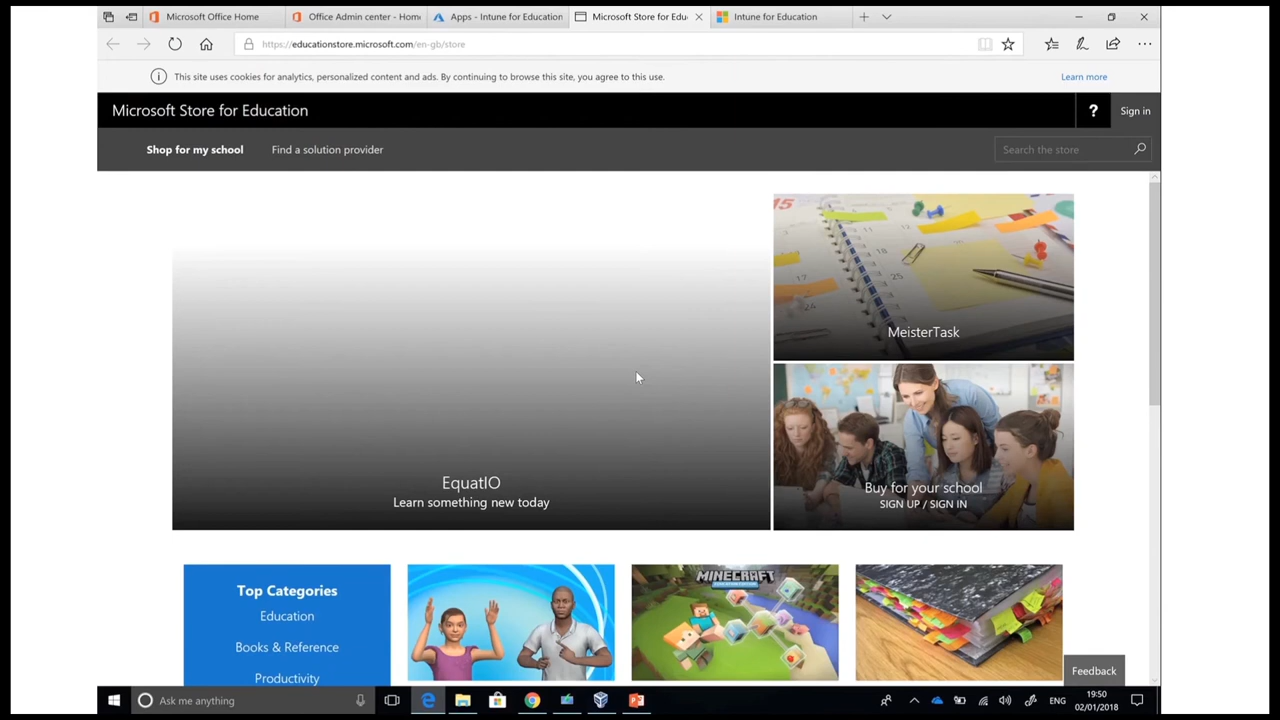 Microsoft Office Home
Office Admin center - Home
Apps - Intune for Education
Microsoft Store for Edu
Intune for Education
https://educationstore.microsoft.com/en-gb/store
This site uses cookies for analytics, personalized content and ads. By continuing to browse this site, you agree to this use.
Learn more
Microsoft Store for Education
?
Sign in
Shop for my school
Find a solution provider
Search the store
MeisterTask
EquatIO
Learn something new today
Buy for your school
SIGN UP / SIGN IN
Top Categories
Education
Books & Reference
Productivity
MINECRAFT
Feedback
Ask me anything
ENG
19:50
02/01/2018